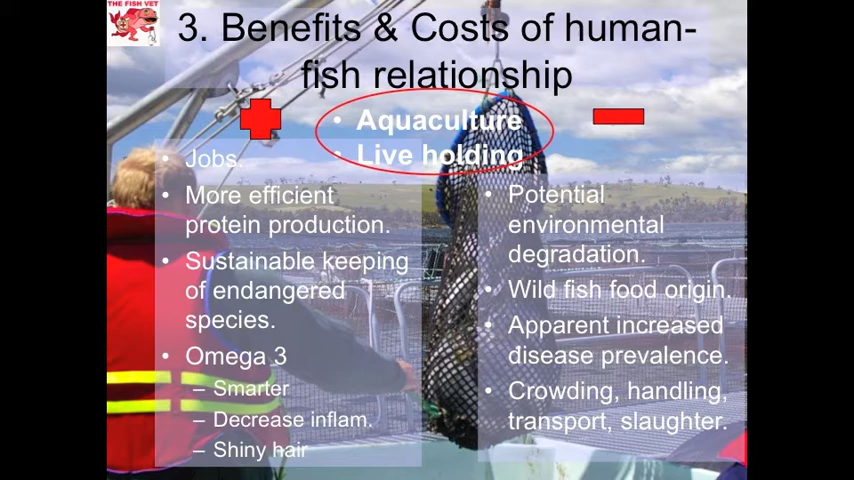 THE FISH VET
3. Benefits & Costs of human-
fish relationship
• Aquaculture
• Live holding
• Jobs.
• More efficient
protein production.
• Sustainable keeping
of endangered
species.
• Omega 3
– Smarter
– Decrease inflam.
– Shiny hair
• Potential
environmental
degradation.
• Wild fish food origin.
• Apparent increased
disease prevalence.
• Crowding, handling,
transport, slaughter.